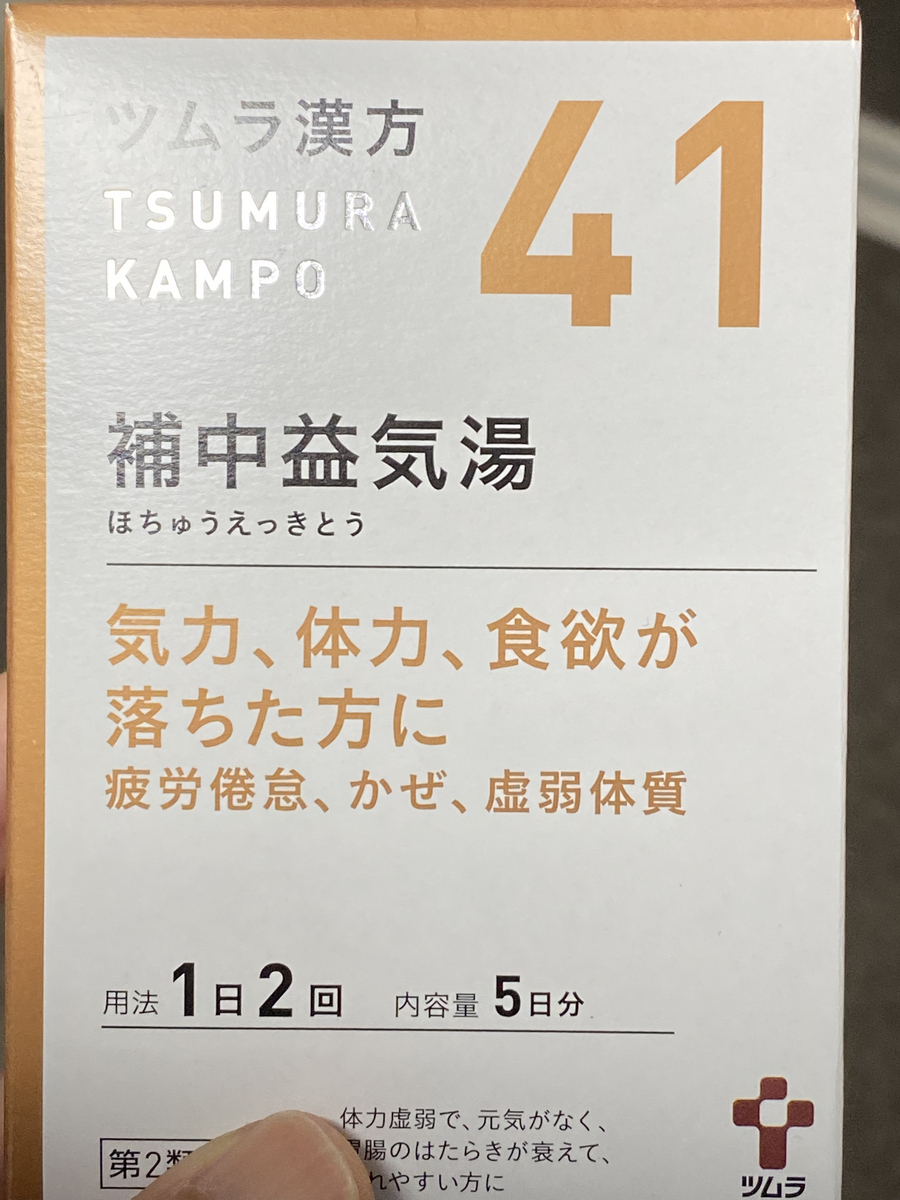 ツムラ漢方
TSUMURA
KAMPO
41
補中益気湯
ほちゅうえっきとう
気力、体力、食欲が
落ちた方に
疲労倦怠、かぜ、虚弱体質
用法 1日2回 内容量 5日分
第2類
体力虚弱で、元気がなく、
胃腸のはたらきが衰えて、
れやすい方に
ツムラ